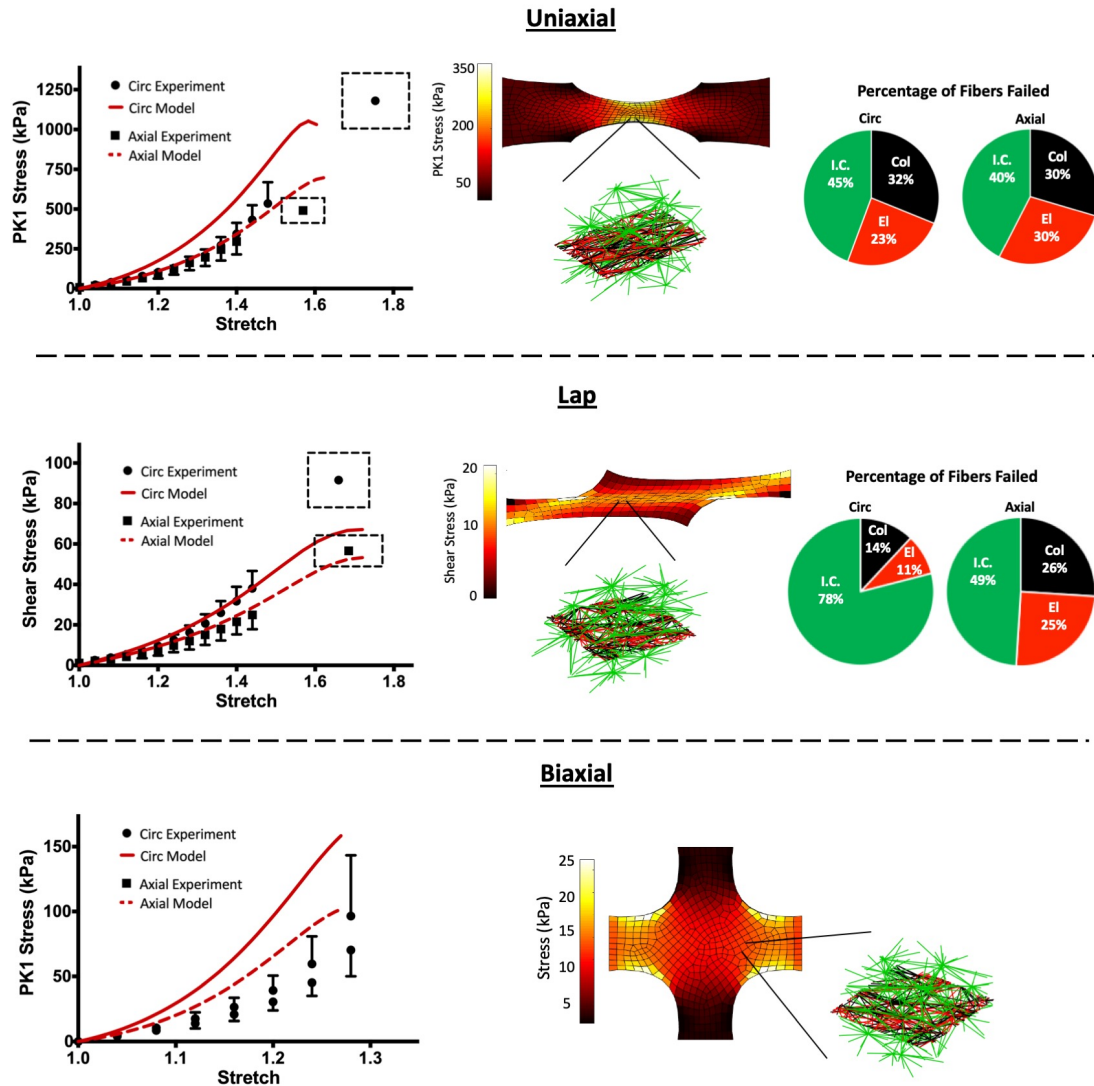 Uniaxial
PK1 Stress (kPa)
1250
1000
750
500
250
0
1.0
1.2
1.4
1.6
1.8
Stretch
Circ Experiment
Circ Model
Axial Experiment
Axial Model
PK1 Stress (kPa)
350
200
50
Percentage of Fibers Failed
Circ
I.C.
45%
Col
32%
El
23%
Axial
I.C.
40%
Col
30%
El
30%
Lap
Shear Stress (kPa)
100
80
60
40
20
0
1.0
1.2
1.4
1.6
1.8
Stretch
Circ Experiment
Circ Model
Axial Experiment
Axial Model
Shear Stress (kPa)
20
10
0
Percentage of Fibers Failed
Circ
Col
14%
El
11%
I.C.
78%
Axial
I.C.
49%
Col
26%
El
25%
Biaxial
PK1 Stress (kPa)
150
100
50
0
1.0
1.1
1.2
1.3
Stretch
Circ Experiment
Circ Model
Axial Experiment
Axial Model
Stress (kPa)
25
20
15
10
5